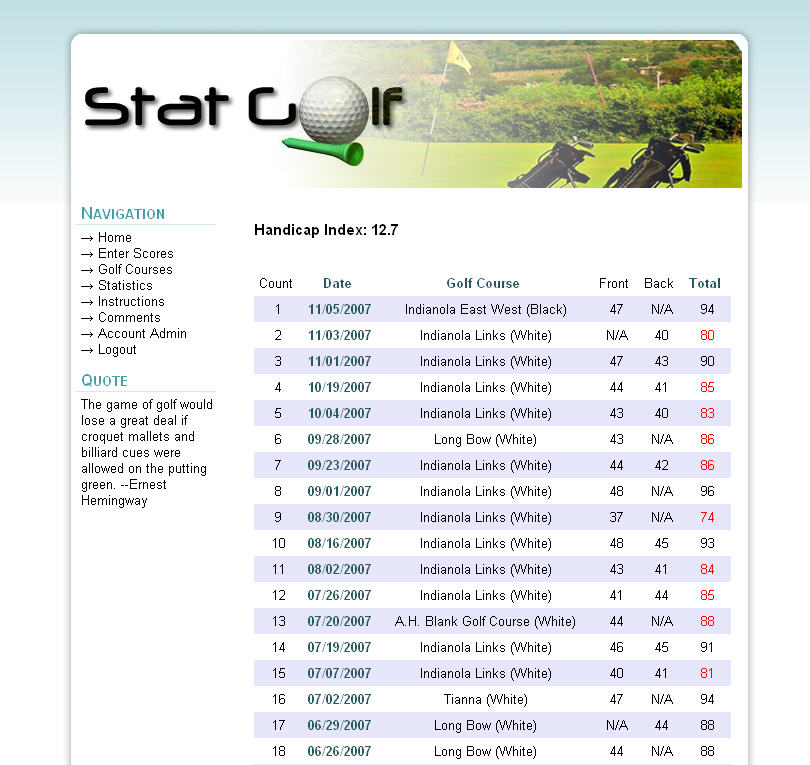 Stat Golf
NAVIGATION
→ Home
→ Enter Scores
→ Golf Courses
→ Statistics
→ Instructions
→ Comments
→ Account Admin
→ Logout
QUOTE
The game of golf would
lose a great deal if
croquet mallets and
billiard cues were
allowed on the putting
green. --Ernest
Hemingway
Handicap Index: 12.7
Count Date Golf Course Front Back Total
1 11/05/2007 Indianola East West (Black) 47 N/A 94
2 11/03/2007 Indianola Links (White) N/A 40 80
3 11/01/2007 Indianola Links (White) 47 43 90
4 10/19/2007 Indianola Links (White) 44 41 85
5 10/04/2007 Indianola Links (White) 43 40 83
6 09/28/2007 Long Bow (White) 43 N/A 86
7 09/23/2007 Indianola Links (White) 44 42 86
8 09/01/2007 Indianola Links (White) 48 N/A 96
9 08/30/2007 Indianola Links (White) 37 N/A 74
10 08/16/2007 Indianola Links (White) 48 45 93
11 08/02/2007 Indianola Links (White) 43 41 84
12 07/26/2007 Indianola Links (White) 41 44 85
13 07/20/2007 A.H. Blank Golf Course (White) 44 N/A 88
14 07/19/2007 Indianola Links (White) 46 45 91
15 07/07/2007 Indianola Links (White) 40 41 81
16 07/02/2007 Tianna (White) 47 N/A 94
17 06/29/2007 Long Bow (White) N/A 44 88
18 06/26/2007 Long Bow (White) 44 N/A 88